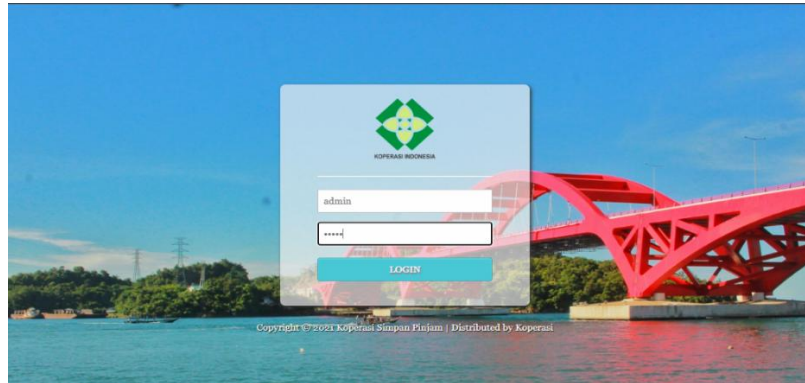 KOPERASI INDONESIA
admin
-----
LOGIN
Copyright © 2021 Koperasi Simpan Pinjam | Distributed by Koperasi